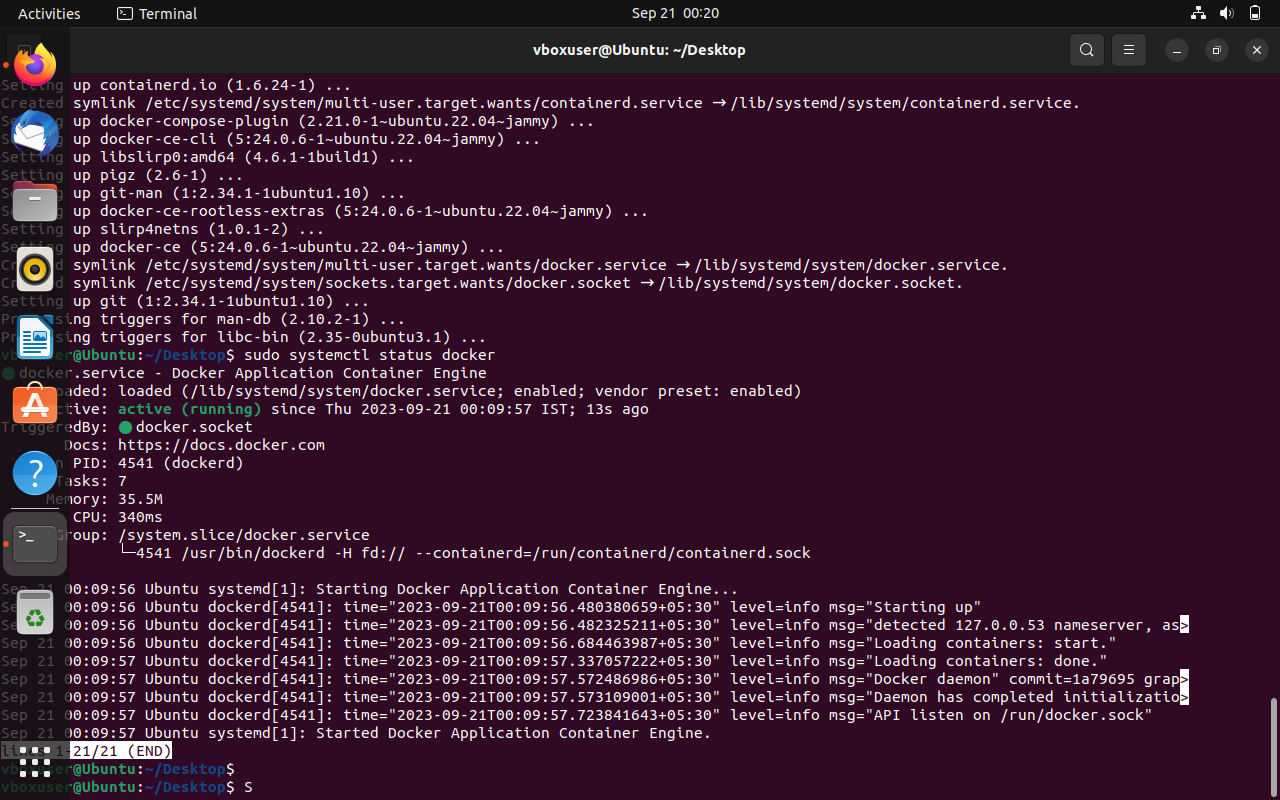 Activities Terminal Sep 21 00:20
vboxuser@Ubuntu: ~/Desktop
Setting up containerd.io (1.6.24-1) ...
Created symlink /etc/systemd/system/multi-user.target.wants/containerd.service → /lib/systemd/system/containerd.service.
Setting up docker-compose-plugin (2.21.0-1~ubuntu.22.04~jammy) ...
Setting up docker-ce-cli (5:24.0.6-1~ubuntu.22.04~jammy) ...
Setting up libslirp0:amd64 (4.6.1-1build1) ...
Setting up pigz (2.6-1) ...
Setting up git-man (1:2.34.1-1ubuntu1.10) ...
Setting up docker-ce-rootless-extras (5:24.0.6-1~ubuntu.22.04~jammy) ...
Setting up slirp4netns (1.0.1-2) ...
Setting up docker-ce (5:24.0.6-1~ubuntu.22.04~jammy) ...
Created symlink /etc/systemd/system/multi-user.target.wants/docker.service → /lib/systemd/system/docker.service.
Created symlink /etc/systemd/system/sockets.target.wants/docker.socket → /lib/systemd/system/docker.socket.
Setting up git (1:2.34.1-1ubuntu1.10) ...
Processing triggers for man-db (2.10.2-1) ...
Processing triggers for libc-bin (2.35-0ubuntu3.1) ...
vboxuser@Ubuntu:~/Desktop$ sudo systemctl status docker
● docker.service - Docker Application Container Engine
Loaded: loaded (/lib/systemd/system/docker.service; enabled; vendor preset: enabled)
Active: active (running) since Thu 2023-09-21 00:09:57 IST; 13s ago
TriggeredBy: ● docker.socket
Docs: https://docs.docker.com
Main PID: 4541 (dockerd)
Tasks: 7
Memory: 35.5M
CPU: 340ms
CGroup: /system.slice/docker.service
└─4541 /usr/bin/dockerd -H fd:// --containerd=/run/containerd/containerd.sock
Sep 21 00:09:56 Ubuntu systemd[1]: Starting Docker Application Container Engine...
Sep 21 00:09:56 Ubuntu dockerd[4541]: time="2023-09-21T00:09:56.480380659+05:30" level=info msg="Starting up"
Sep 21 00:09:56 Ubuntu dockerd[4541]: time="2023-09-21T00:09:56.482325211+05:30" level=info msg="detected 127.0.0.53 nameserver, as>
Sep 21 00:09:56 Ubuntu dockerd[4541]: time="2023-09-21T00:09:56.684463987+05:30" level=info msg="Loading containers: start."
Sep 21 00:09:57 Ubuntu dockerd[4541]: time="2023-09-21T00:09:57.337057222+05:30" level=info msg="Loading containers: done."
Sep 21 00:09:57 Ubuntu dockerd[4541]: time="2023-09-21T00:09:57.572486986+05:30" level=info msg="Docker daemon" commit=1a79695 grap>
Sep 21 00:09:57 Ubuntu dockerd[4541]: time="2023-09-21T00:09:57.573109001+05:30" level=info msg="Daemon has completed initializatio>
Sep 21 00:09:57 Ubuntu dockerd[4541]: time="2023-09-21T00:09:57.723841643+05:30" level=info msg="API listen on /run/docker.sock"
Sep 21 00:09:57 Ubuntu systemd[1]: Started Docker Application Container Engine.
lines 1-21/21 (END)
vboxuser@Ubuntu:~/Desktop$
vboxuser@Ubuntu:~/Desktop$ S